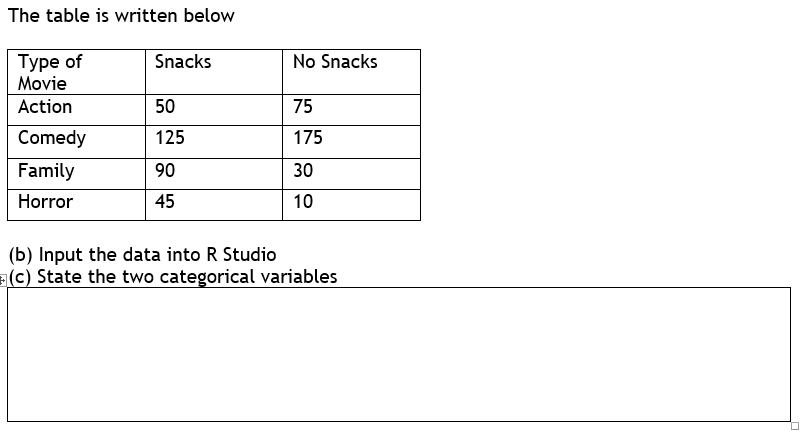 The table is written below
Type of Snacks No Snacks
Movie
Action 50 75
Comedy 125 175
Family 90 30
Horror 45 10
(b) Input the data into R Studio
(c) State the two categorical variables